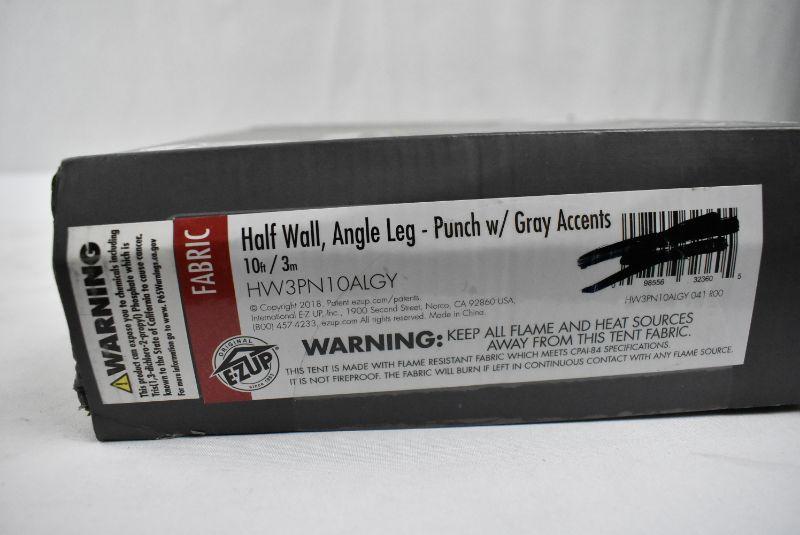 WARNING
This product can expose you to chemicals including
Tris(1,3-dichloro-2-propyl) Phosphate which is
known to the State of California to cause cancer.
For more information go to www.P65Warnings.ca.gov
FABRIC
ORIGINAL
E-Z UP
SINCE 1983
Half Wall, Angle Leg - Punch w/ Gray Accents
10ft / 3m
HW3PN10ALGY
© Copyright 2018. Patent ezup.com/patents.
International E-Z UP, Inc., 1900 Second Street, Norco, CA 92860 USA,
(800) 457-4233, ez-up.com All rights reserved. Made in China.
98556 32360 5
HW3PN10ALGY 041 R00
WARNING: KEEP ALL FLAME AND HEAT SOURCES
AWAY FROM THIS TENT FABRIC.
THIS TENT IS MADE WITH FLAME RESISTANT FABRIC WHICH MEETS CPAI-84 SPECIFICATIONS.
IT IS NOT FIREPROOF. THE FABRIC WILL BURN IF LEFT IN CONTINUOUS CONTACT WITH ANY FLAME SOURCE.